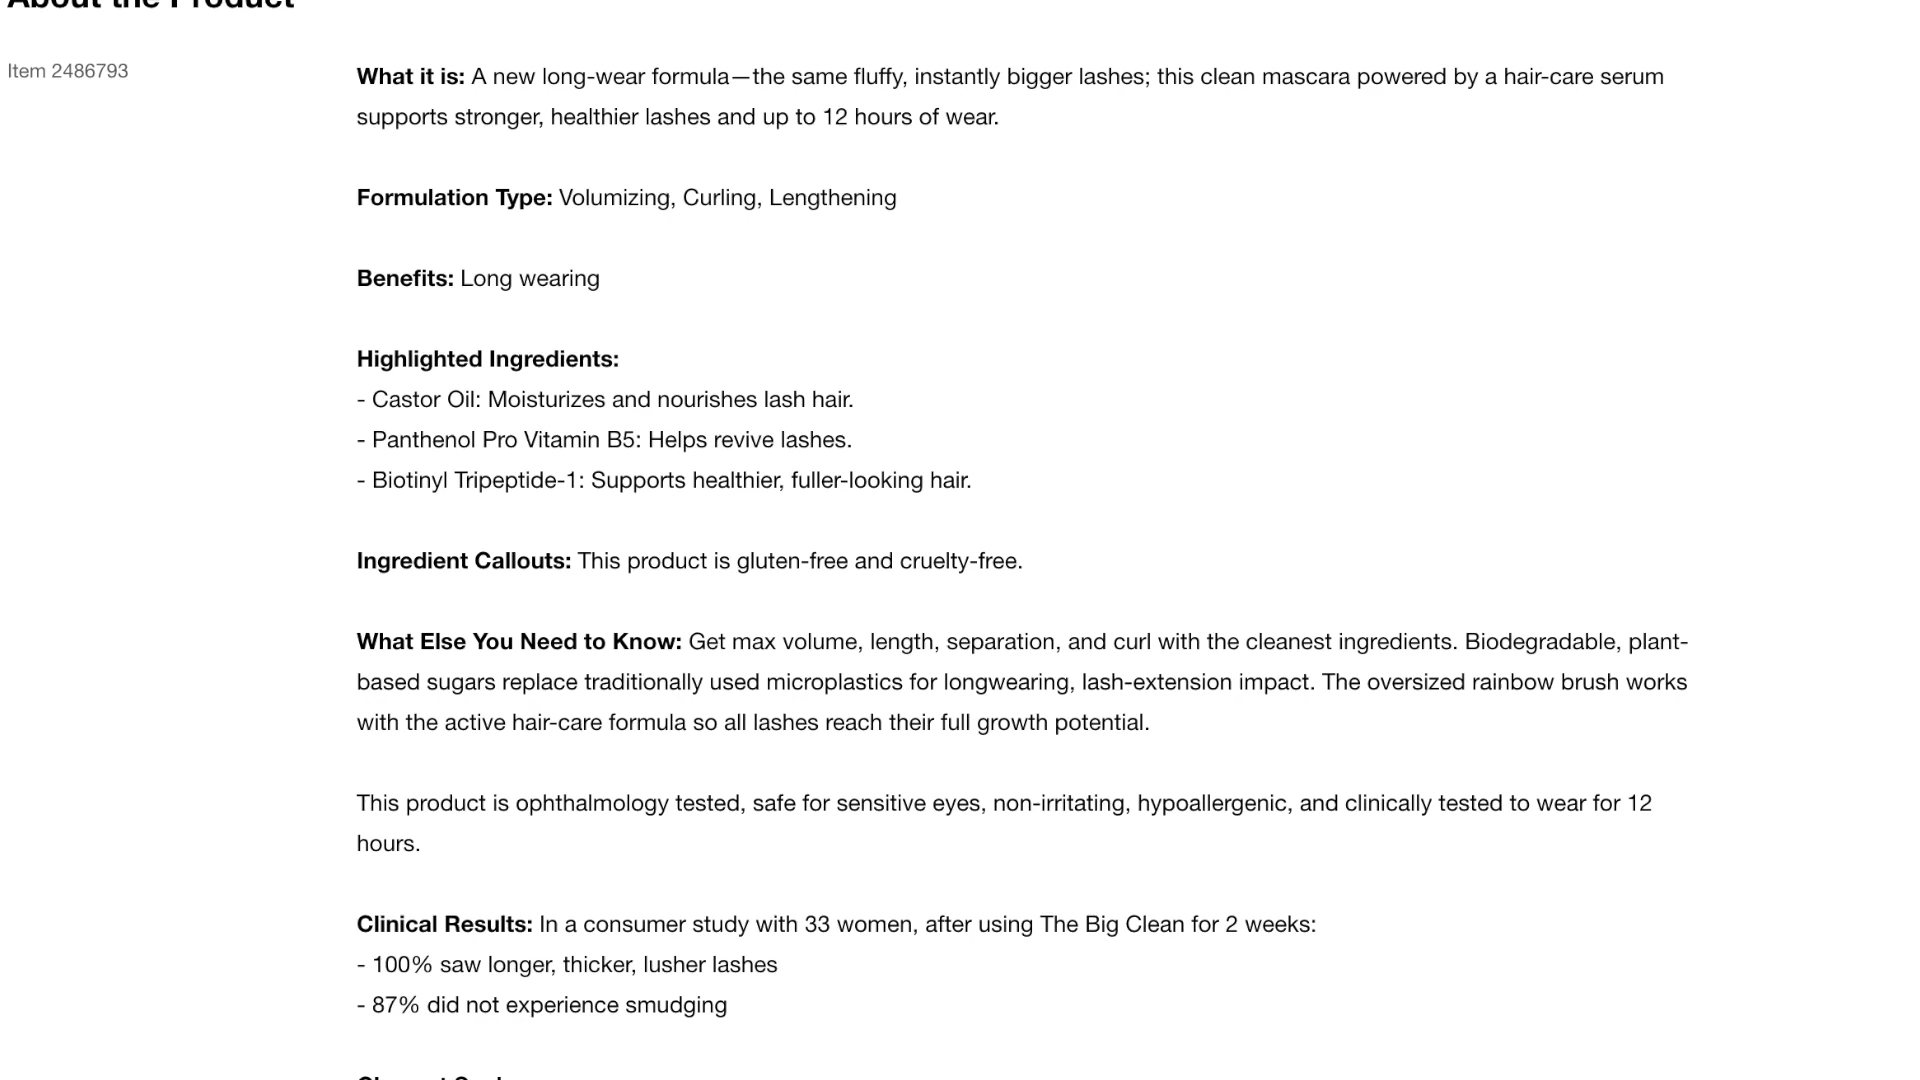 About the Product
Item 2486793
What it is: A new long-wear formula—the same fluffy, instantly bigger lashes; this clean mascara powered by a hair-care serum
supports stronger, healthier lashes and up to 12 hours of wear.
Formulation Type: Volumizing, Curling, Lengthening
Benefits: Long wearing
Highlighted Ingredients:
- Castor Oil: Moisturizes and nourishes lash hair.
- Panthenol Pro Vitamin B5: Helps revive lashes.
- Biotinyl Tripeptide-1: Supports healthier, fuller-looking hair.
Ingredient Callouts: This product is gluten-free and cruelty-free.
What Else You Need to Know: Get max volume, length, separation, and curl with the cleanest ingredients. Biodegradable, plant-
based sugars replace traditionally used microplastics for longwearing, lash-extension impact. The oversized rainbow brush works
with the active hair-care formula so all lashes reach their full growth potential.
This product is ophthalmology tested, safe for sensitive eyes, non-irritating, hypoallergenic, and clinically tested to wear for 12
hours.
Clinical Results: In a consumer study with 33 women, after using The Big Clean for 2 weeks:
- 100% saw longer, thicker, lusher lashes
- 87% did not experience smudging